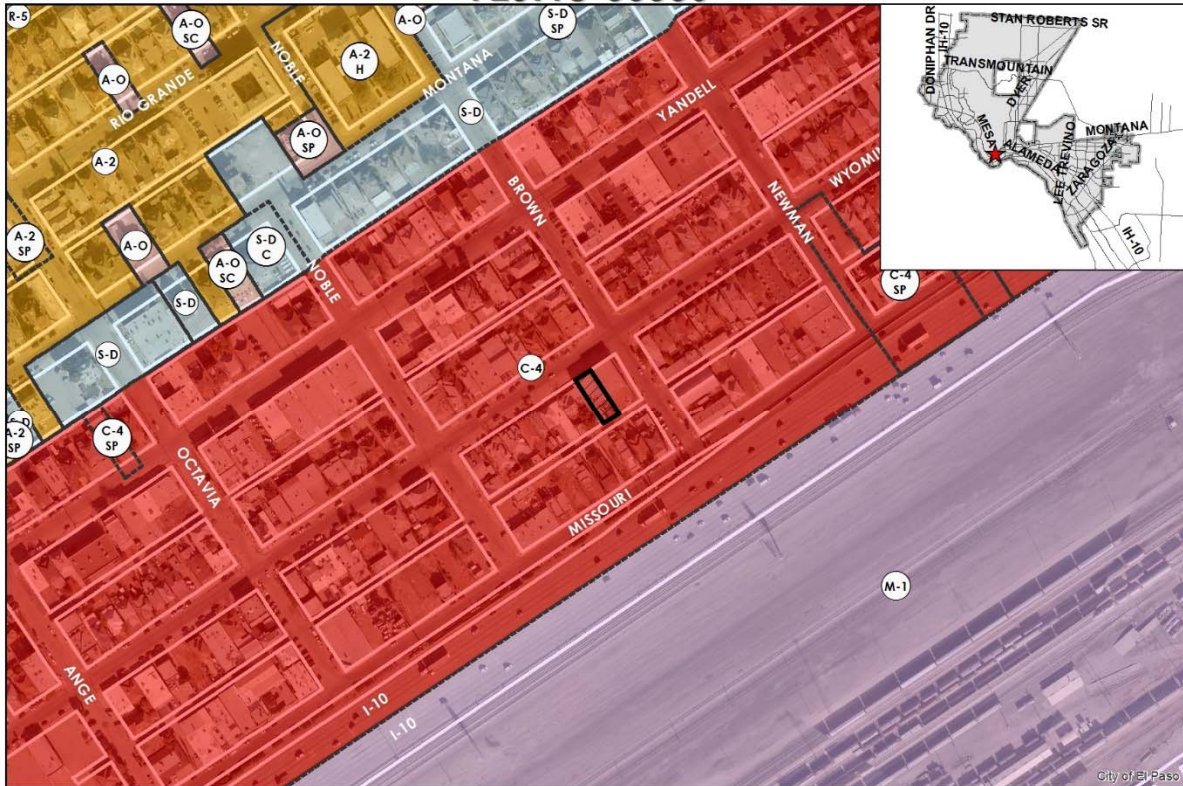 R-5
A-O
SC
A-O
NOBLE
A-2
H
A-O
S-D
SP
MONTANA
RIO GRANDE
S-D
YANDELL
A-O
SP
A-2
BROWN
NEWMAN
A-2
SP
A-O
S-D
C
A-O
SC
S-D
NOBLE
C-4
SP
S-D
C-4
S-D
A-2
SP
C-4
SP
OCTAVIA
MISSOURI
M-1
ANGE
I-10
I-10
DONIPHAN DR
IH-10
STAN ROBERTS SR
TRANSMOUNTAIN
DYER
MESA
MONTANA
ALAMEDA
LEE TREVINO
ZARAGOZA
IH-10
City of El Paso